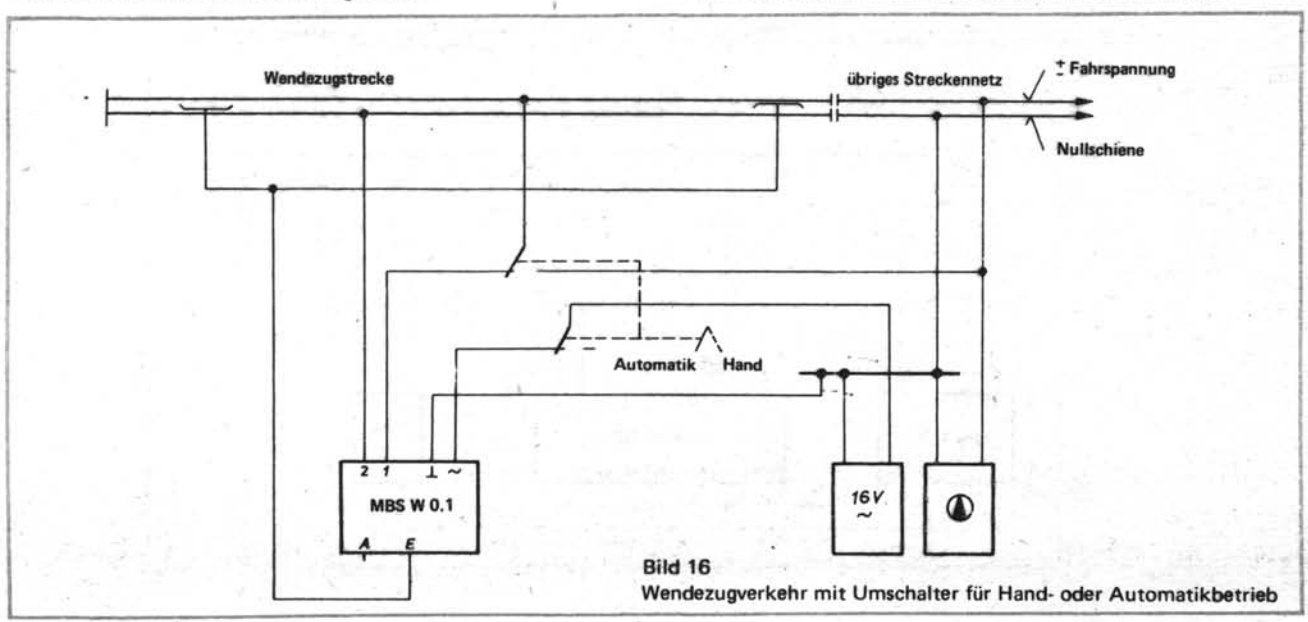 Wendezugstrecke
übriges Streckennetz
± Fahrspannung
Nullschiene
Automatik Hand
2 1 ⊥ ~
MBS W 0.1
A E
16V
~
Bild 16
Wendezugverkehr mit Umschalter für Hand- oder Automatikbetrieb